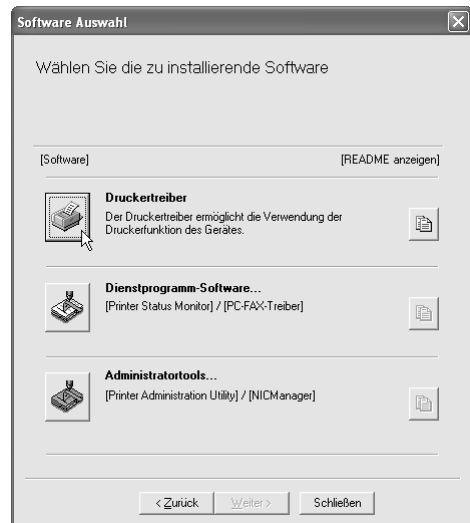 Software Auswahl
Wählen Sie die zu installierende Software
[Software] [README anzeigen]
Druckertreiber
Der Druckertreiber ermöglicht die Verwendung der
Druckerfunktion des Gerätes.
Dienstprogramm-Software...
[Printer Status Monitor] / [PC-FAX-Treiber]
Administratortools...
[Printer Administration Utility] / [NICManager]
< Zurück Weiter > Schließen